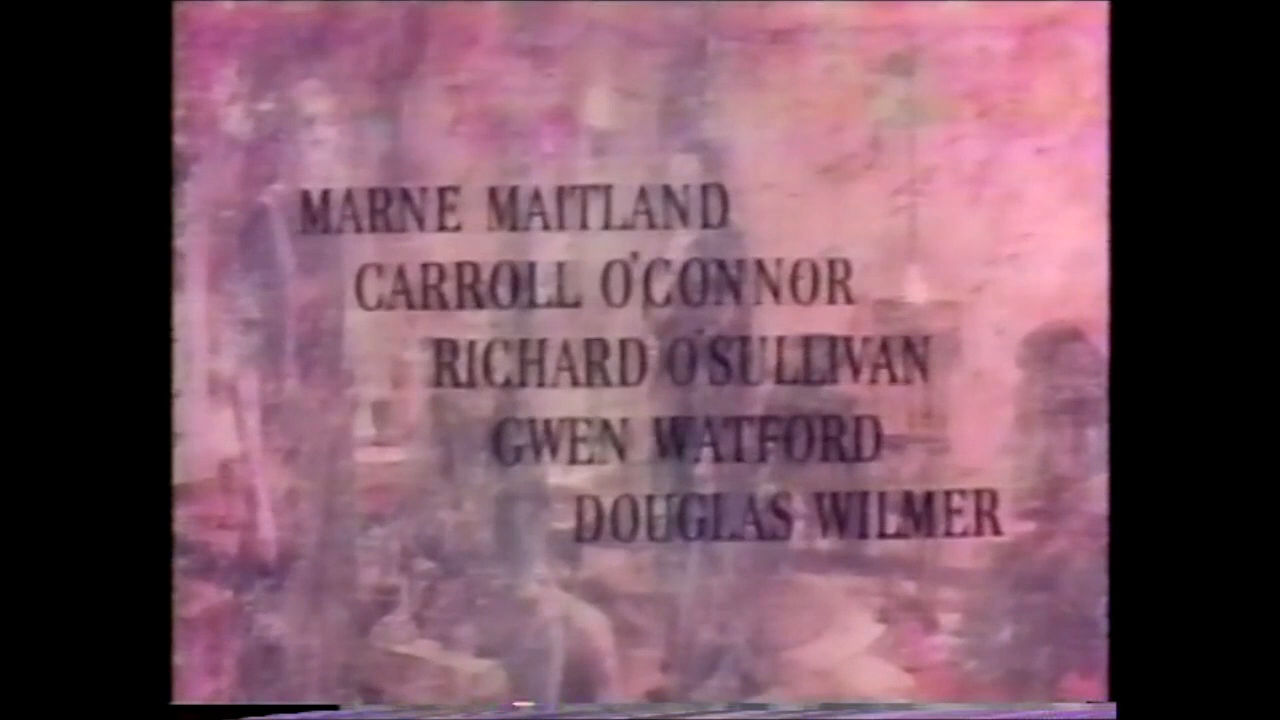 MARNE MAITLAND
CARROLL O'CONNOR
RICHARD O'SULLIVAN
GWEN WATFORD
DOUGLAS WILMER